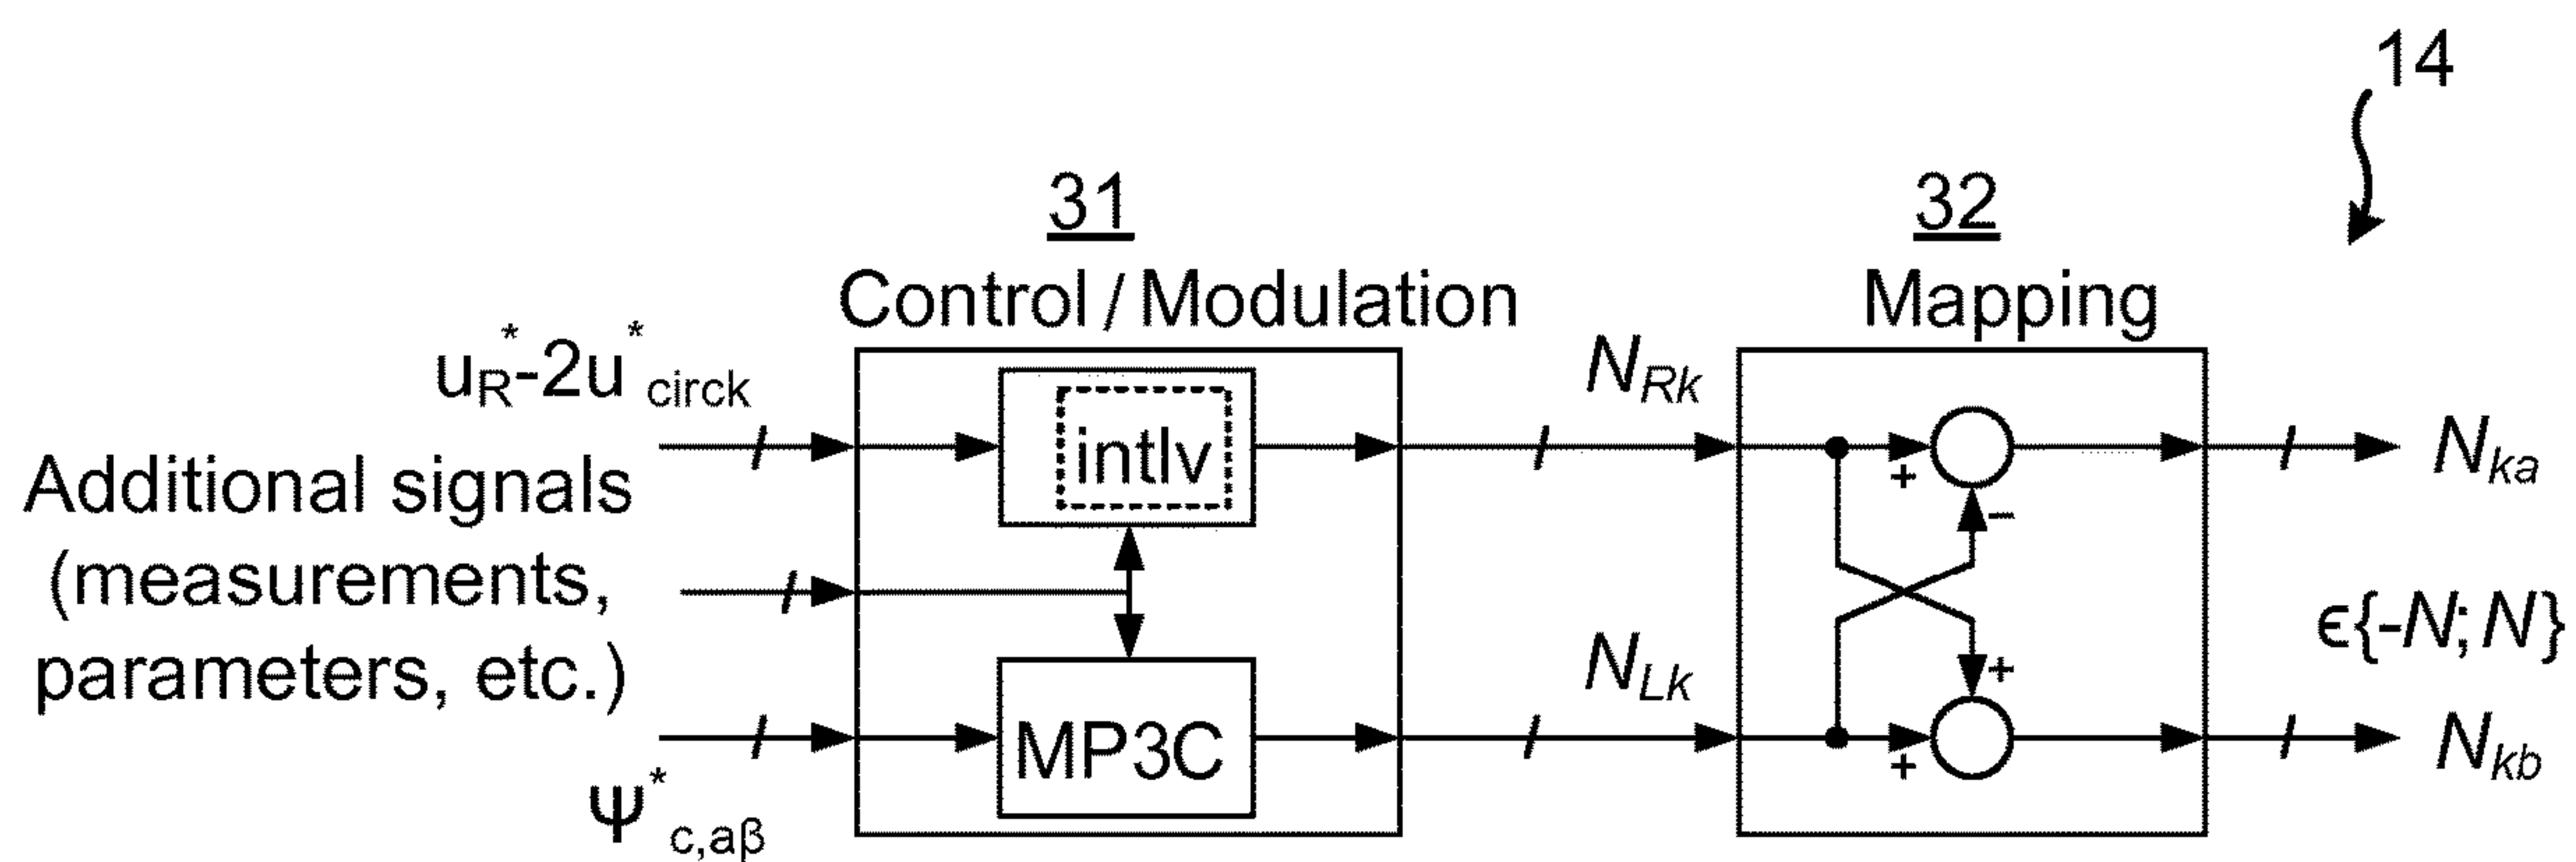 14
31
32
Control / Modulation
Mapping
u*R-2u*circk
NRk
intlv
+
Nka
Additional signals
(measurements,
parameters, etc.)
−
ϵ{-N; N}
NLk
+
MP3C
+
Nkb
Ψ*c,aβ